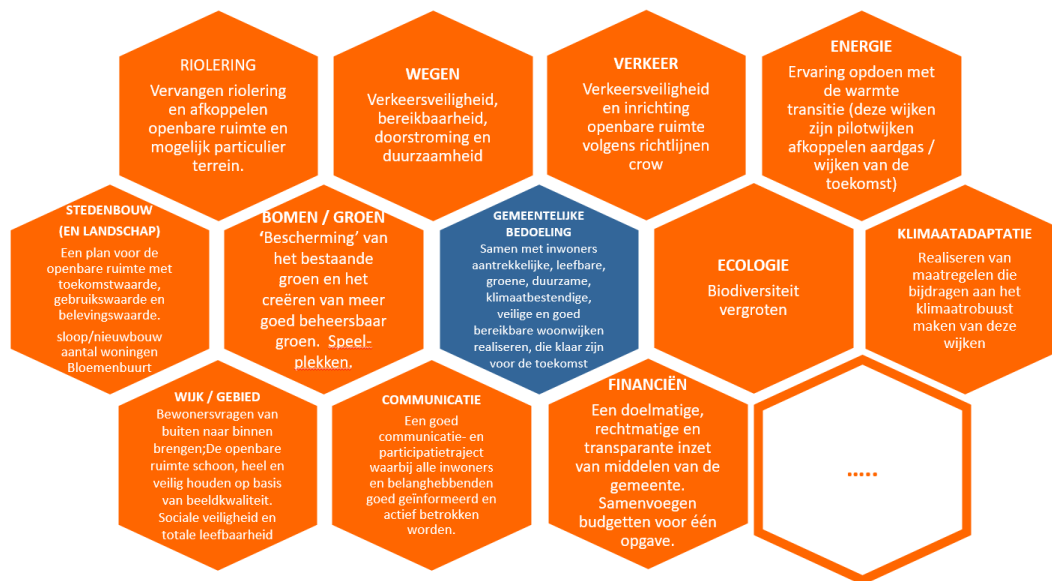 RIOLERING
Vervangen riolering
en afkoppelen
openbare ruimte en
mogelijk particulier
terrein.
WEGEN
Verkeersveiligheid,
bereikbaarheid,
doorstroming en
duurzaamheid
VERKEER
Verkeersveiligheid
en inrichting
openbare ruimte
volgens richtlijnen
crow
ENERGIE
Ervaring opdoen met
de warmte
transitie (deze wijken
zijn pilotwijken
afkoppelen aardgas /
wijken van de
toekomst)
STEDENBOUW
(EN LANDSCHAP)
Een plan voor de
openbare ruimte met
toekomstwaarde,
gebruikswaarde en
belevingswaarde.
sloop/nieuwbouw
aantal woningen
Bloemenbuurt
BOMEN / GROEN
‘Bescherming’ van
het bestaande
groen en het
creëren van meer
goed beheersbaar
groen. Speel-
plekken.
GEMEENTELIJKE
BEDOELING
Samen met inwoners
aantrekkelijke, leefbare,
groene, duurzame,
klimaatbestendige,
veilige en goed
bereikbare woonwijken
realiseren, die klaar zijn
voor de toekomst
ECOLOGIE
Biodiversiteit
vergroten
KLIMAATADAPTATIE
Realiseren van
maatregelen die
bijdragen aan het
klimaatrobuust
maken van deze
wijken
WIJK / GEBIED
Bewonersvragen van
buiten naar binnen
brengen;De openbare
ruimte schoon, heel en
veilig houden op basis
van beeldkwaliteit.
Sociale veiligheid en
totale leefbaarheid
COMMUNICATIE
Een goed
communicatie- en
participatietraject
waarbij alle inwoners
en belanghebbenden
goed geïnformeerd en
actief betrokken
worden.
FINANCIËN
Een doelmatige,
rechtmatige en
transparante inzet
van middelen van de
gemeente.
Samenvoegen
budgetten voor één
opgave.
.....